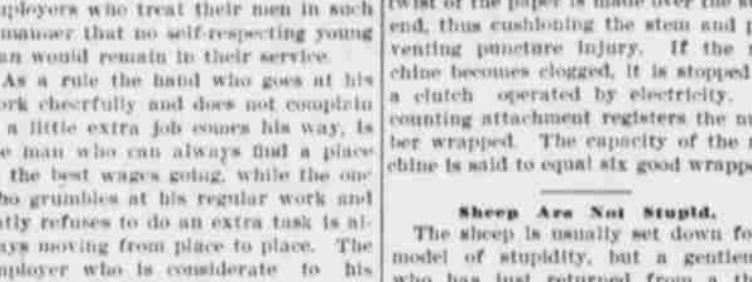 mployers who treat their men in such
manner that no self-respecting young
an would remain in their service.
As a rule the hand who goes at his
ork cheerfully and does not complain
a little extra job comes his way, is
e man who can always find a place
the best wages going, while the one
ho grumbles at his regular work and
atly refuses to do an extra task is al-
ays moving from place to place. The
mployer who is considerate to his
twist of the paper is made over the
end, thus cushioning the stem and p
venting puncture injury. If the
chine becomes clogged, it is stopped
a clutch operated by electricity.
counting attachment registers the nu
ber wrapped. The capacity of the
chine is said to equal six good wrappe
Sheep Are Not Stupid.
The sheep is usually set down fo
model of stupidity, but a gentlem
who has just returned from a th